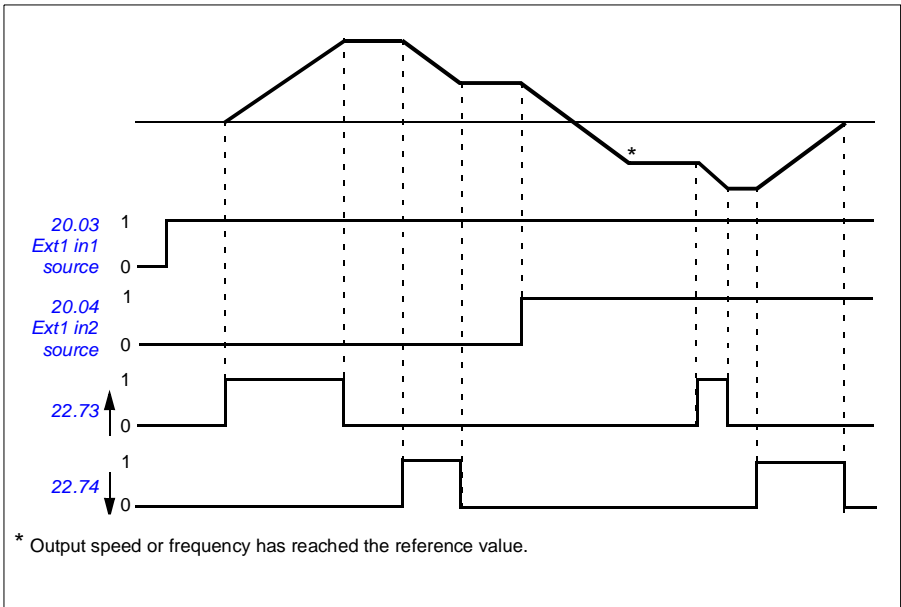 *
20.03 1
Ext1 in1
source 0
20.04 1
Ext1 in2
source 0
1
22.73
0
1
22.74
0
* Output speed or frequency has reached the reference value.